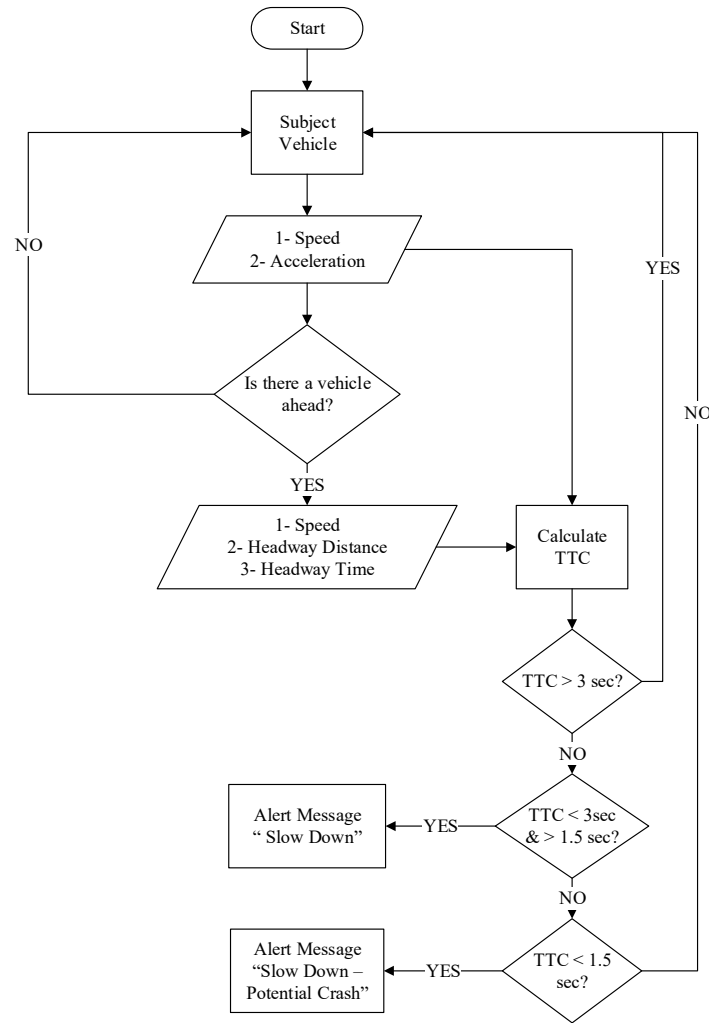 Start
Subject
Vehicle
NO
1- Speed
2- Acceleration
YES
Is there a vehicle
ahead?
NO
YES
1- Speed
2- Headway Distance
3- Headway Time
Calculate
TTC
TTC > 3 sec?
NO
Alert Message
“ Slow Down”
YES
TTC < 3sec
& > 1.5 sec?
NO
Alert Message
“Slow Down –
Potential Crash”
YES
TTC < 1.5
sec?